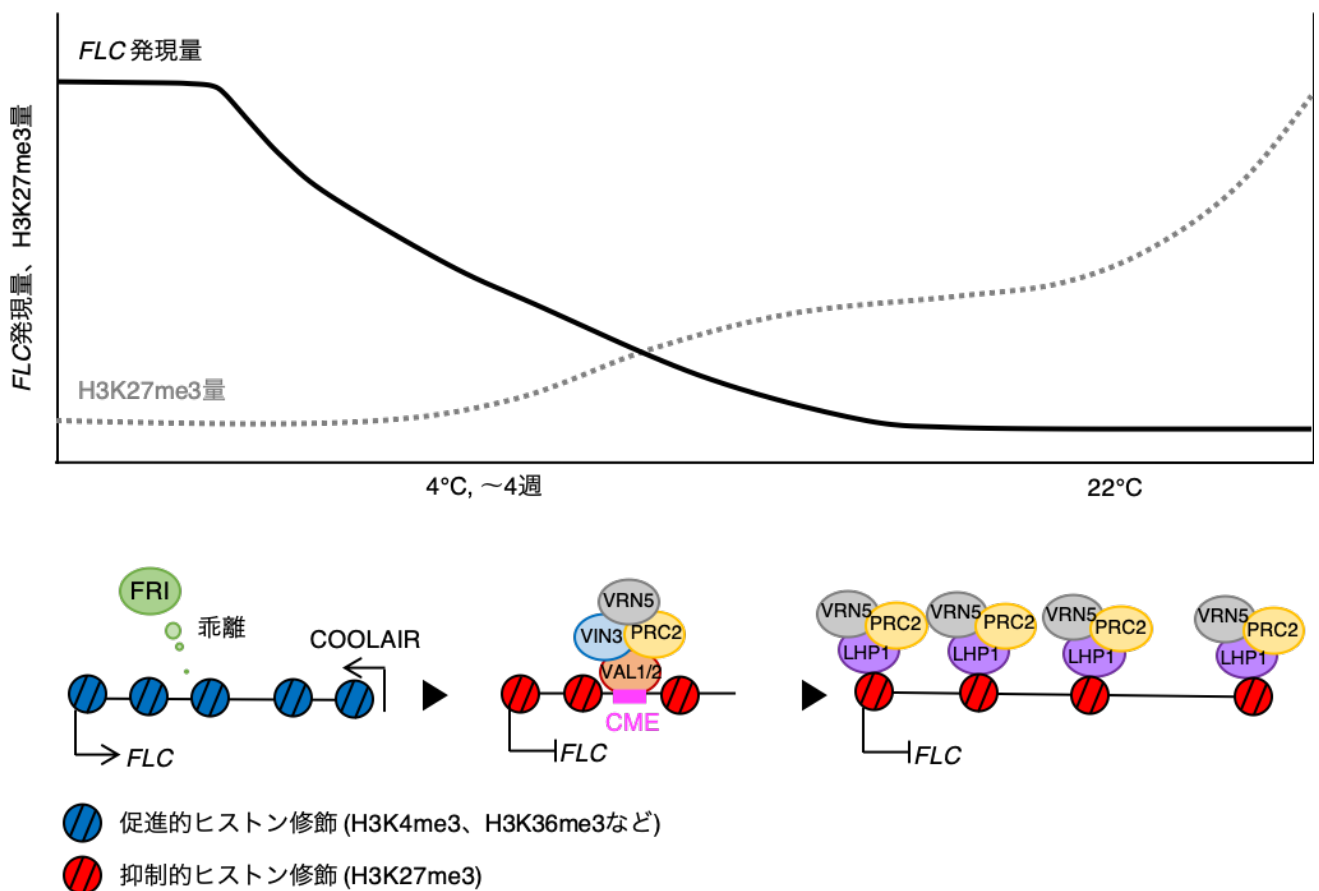 FLC 発現量
FLC発現量、 H3K27me3量
H3K27me3量
4°C, 〜4週
22°C
FRI
乖離
COOLAIR
FLC
VRN5
VIN3
PRC2
VAL1/2
CME
FLC
VRN5
PRC2
LHP1
VRN5
PRC2
LHP1
VRN5
PRC2
LHP1
VRN5
PRC2
LHP1
FLC
促進的ヒストン修飾 (H3K4me3、H3K36me3など)
抑制的ヒストン修飾 (H3K27me3)